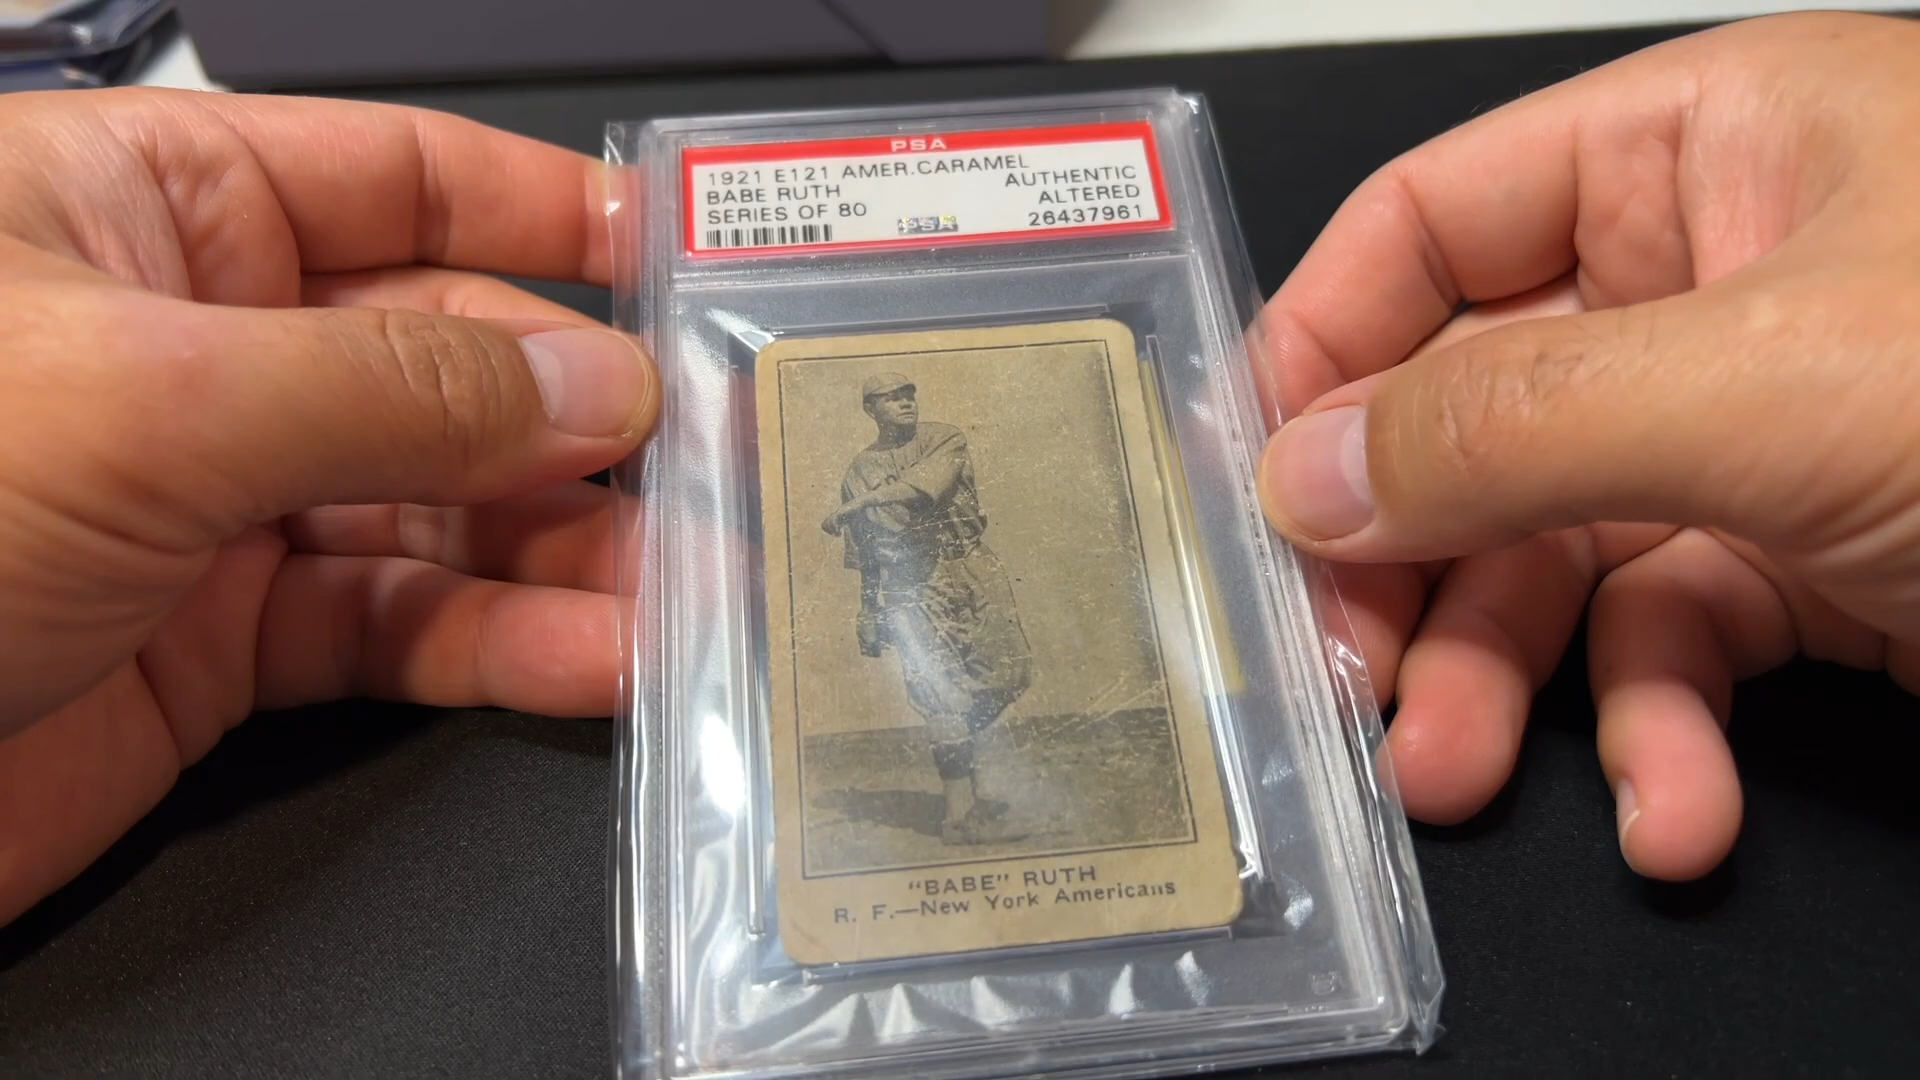 PSA
1921 E121 AMER.CARAMEL
BABE RUTH
SERIES OF 80
AUTHENTIC
ALTERED
26437961
PSA
"BABE" RUTH
R. F.—New York Americans